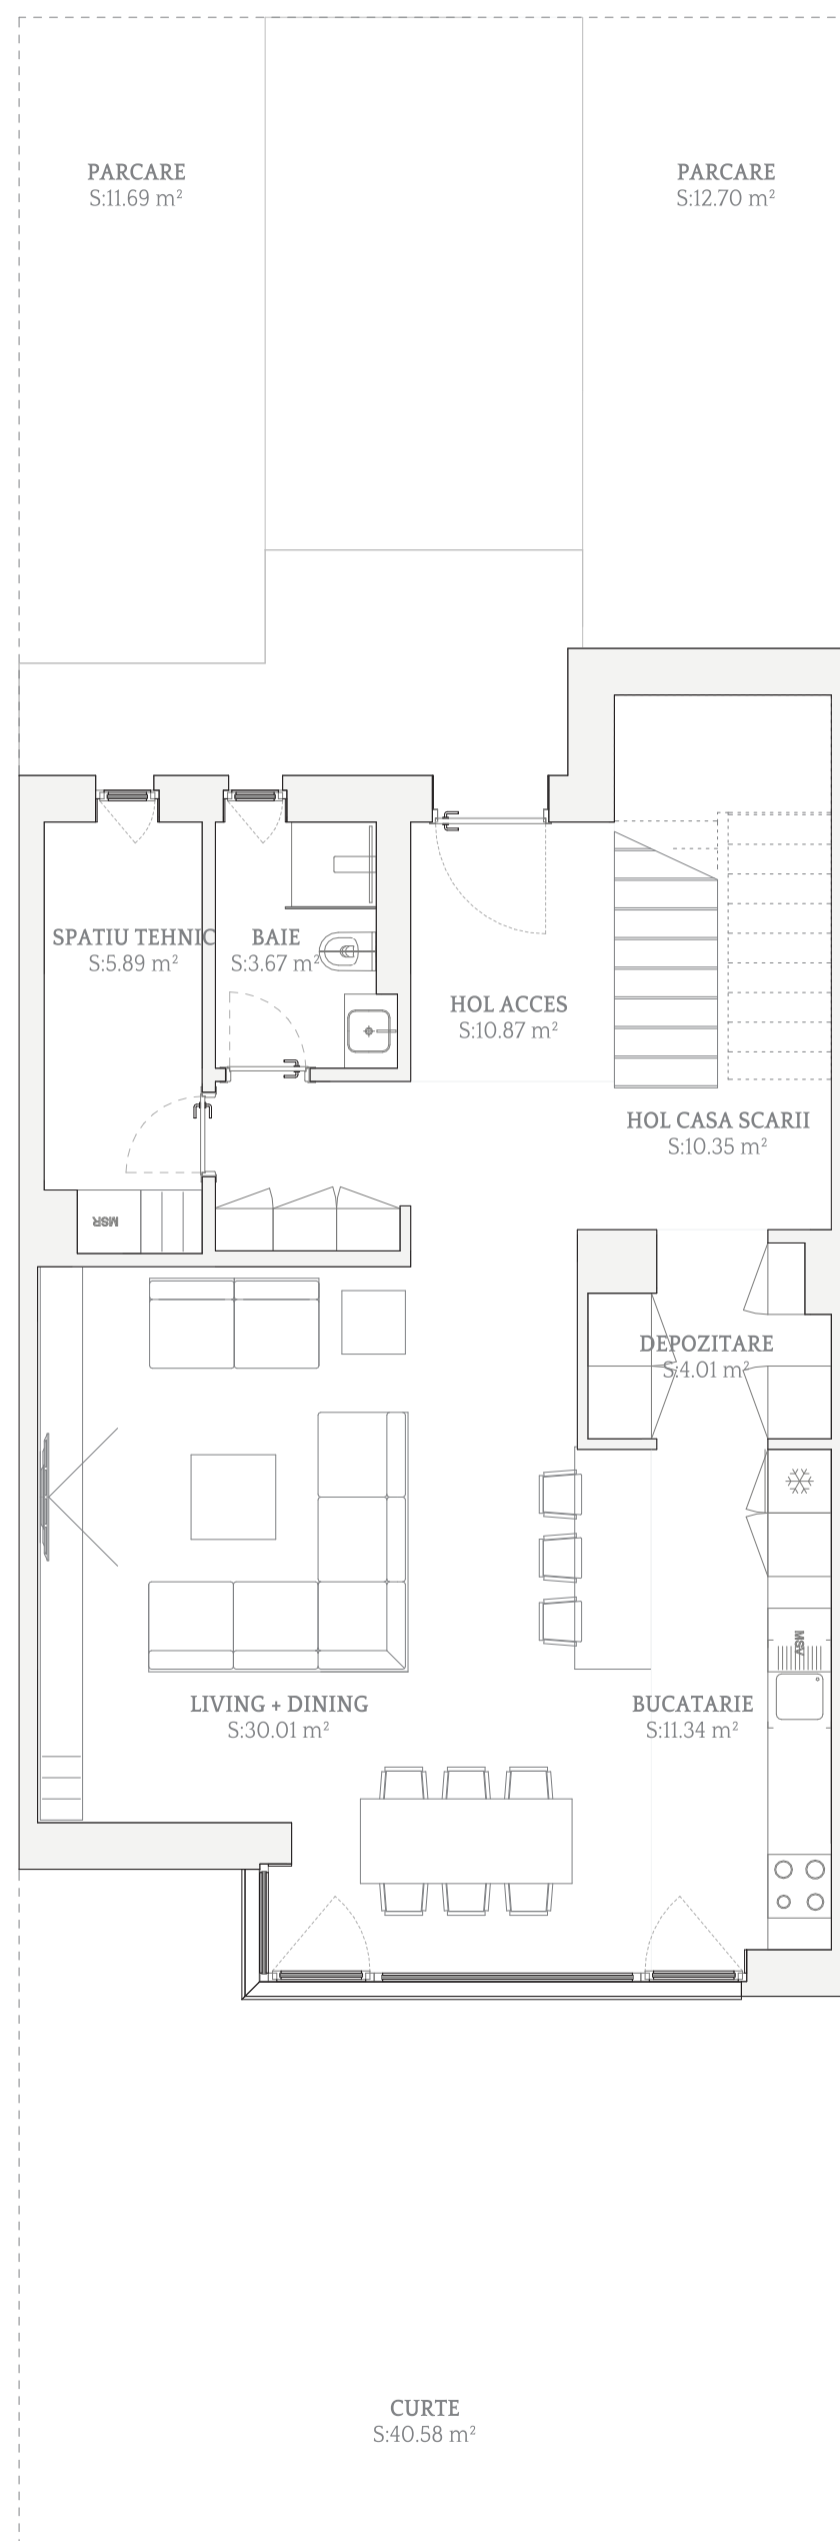 PARCARE
S:11.69 m²
PARCARE
S:12.70 m²
SPATIU TEHNIC
S:5.89 m²
BAIE
S:3.67 m²
HOL ACCES
S:10.87 m²
HOL CASA SCARII
S:10.35 m²
MSR
DEPOZITARE
S:4.01 m²
MSV
LIVING + DINING
S:30.01 m²
BUCATARIE
S:11.34 m²
CURTE
S:40.58 m²